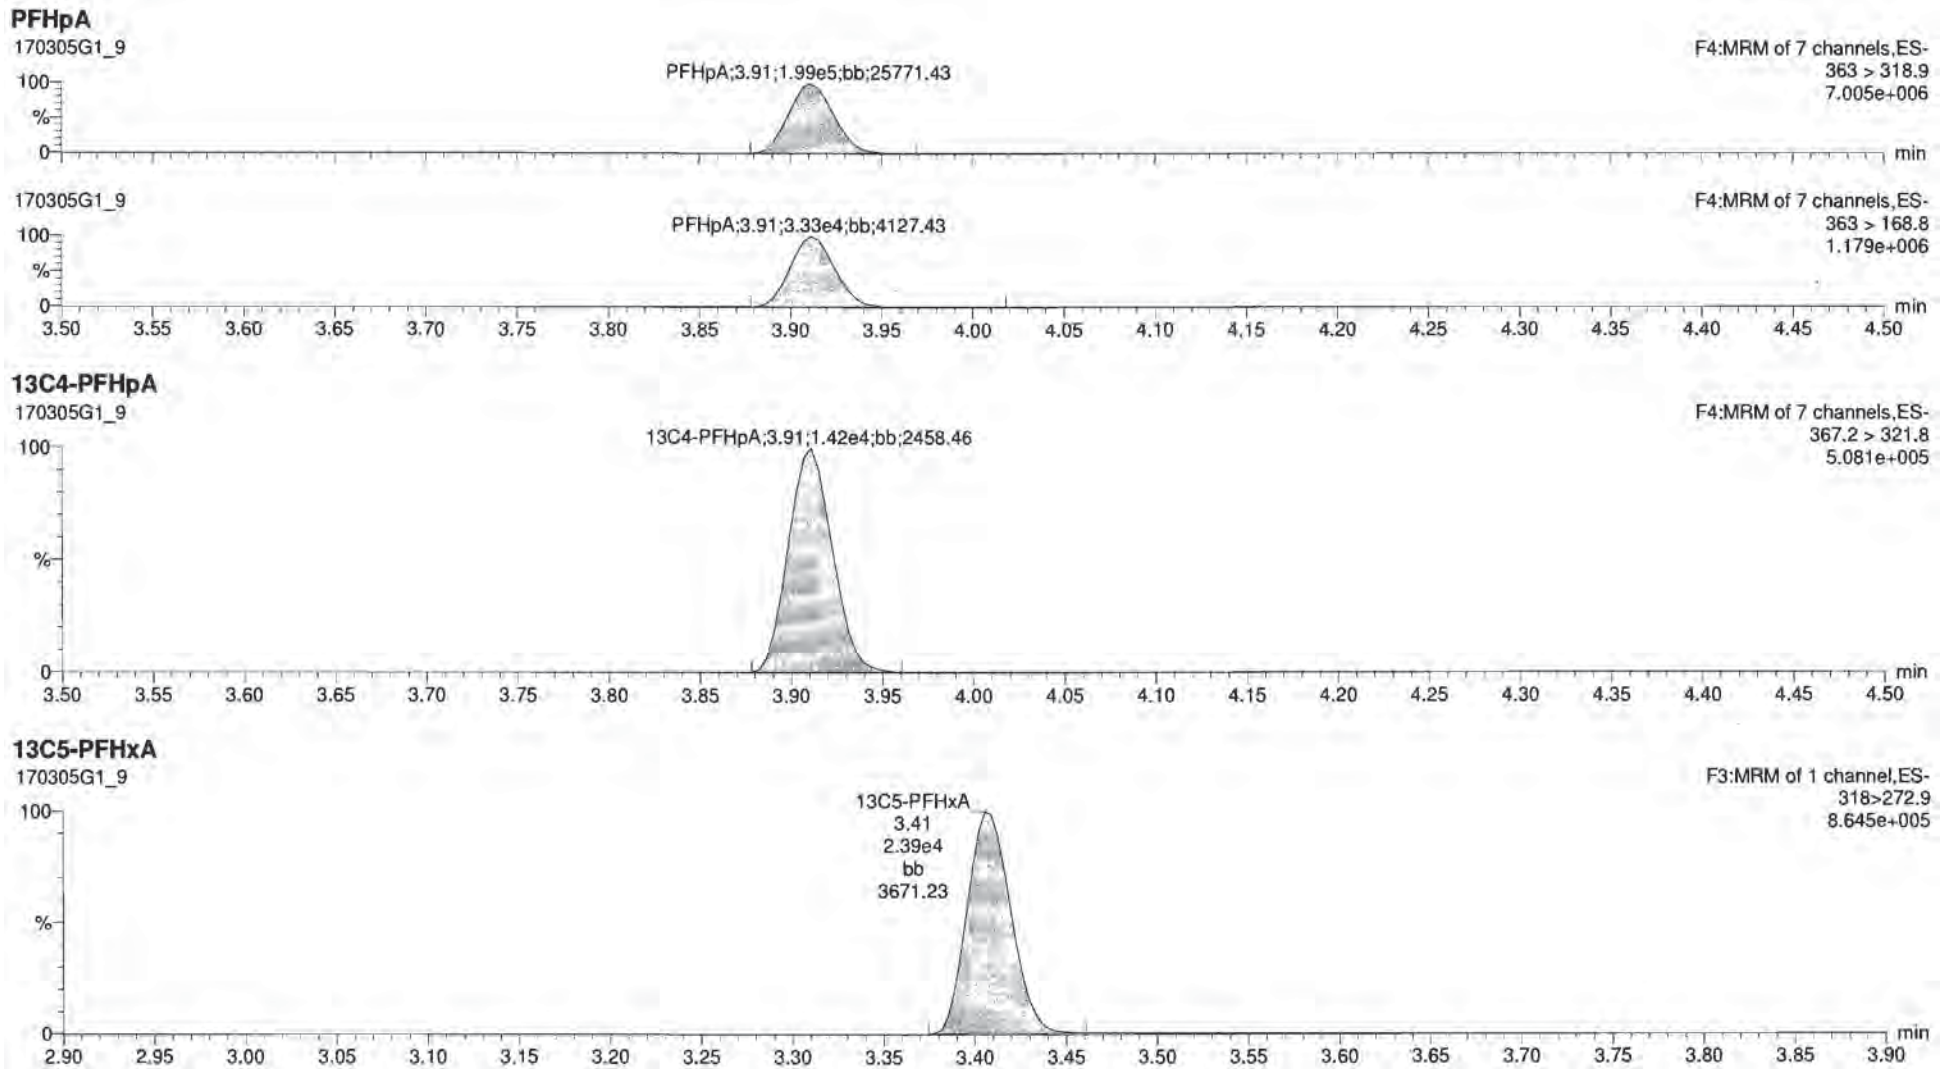 PFHpA
170305G1_9
F4:MRM of 7 channels,ES-
363 > 318.9
7.005e+006
PFHpA;3.91;1.99e5;bb;25771.43
100
%
0
min
170305G1_9
F4:MRM of 7 channels,ES-
363 > 168.8
1.179e+006
PFHpA;3.91;3.33e4;bb;4127.43
100
%
0
min
3.50 3.55 3.60 3.65 3.70 3.75 3.80 3.85 3.90 3.95 4.00 4.05 4.10 4.15 4.20 4.25 4.30 4.35 4.40 4.45 4.50
13C4-PFHpA
170305G1_9
F4:MRM of 7 channels,ES-
367.2 > 321.8
5.081e+005
13C4-PFHpA;3.91;1.42e4;bb;2458.46
100
%
0
min
3.50 3.55 3.60 3.65 3.70 3.75 3.80 3.85 3.90 3.95 4.00 4.05 4.10 4.15 4.20 4.25 4.30 4.35 4.40 4.45 4.50
13C5-PFHxA
170305G1_9
F3:MRM of 1 channel,ES-
318>272.9
8.645e+005
13C5-PFHxA
3.41
2.39e4
bb
3671.23
100
%
0
min
2.90 2.95 3.00 3.05 3.10 3.15 3.20 3.25 3.30 3.35 3.40 3.45 3.50 3.55 3.60 3.65 3.70 3.75 3.80 3.85 3.90